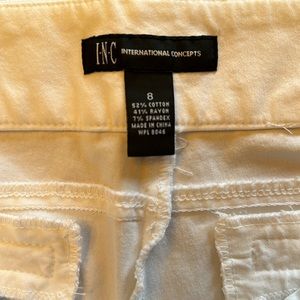 I·N·C INTERNATIONAL CONCEPTS
8
52% COTTON
41% RAYON
7% SPANDEX
MADE IN CHINA
WPL 8046